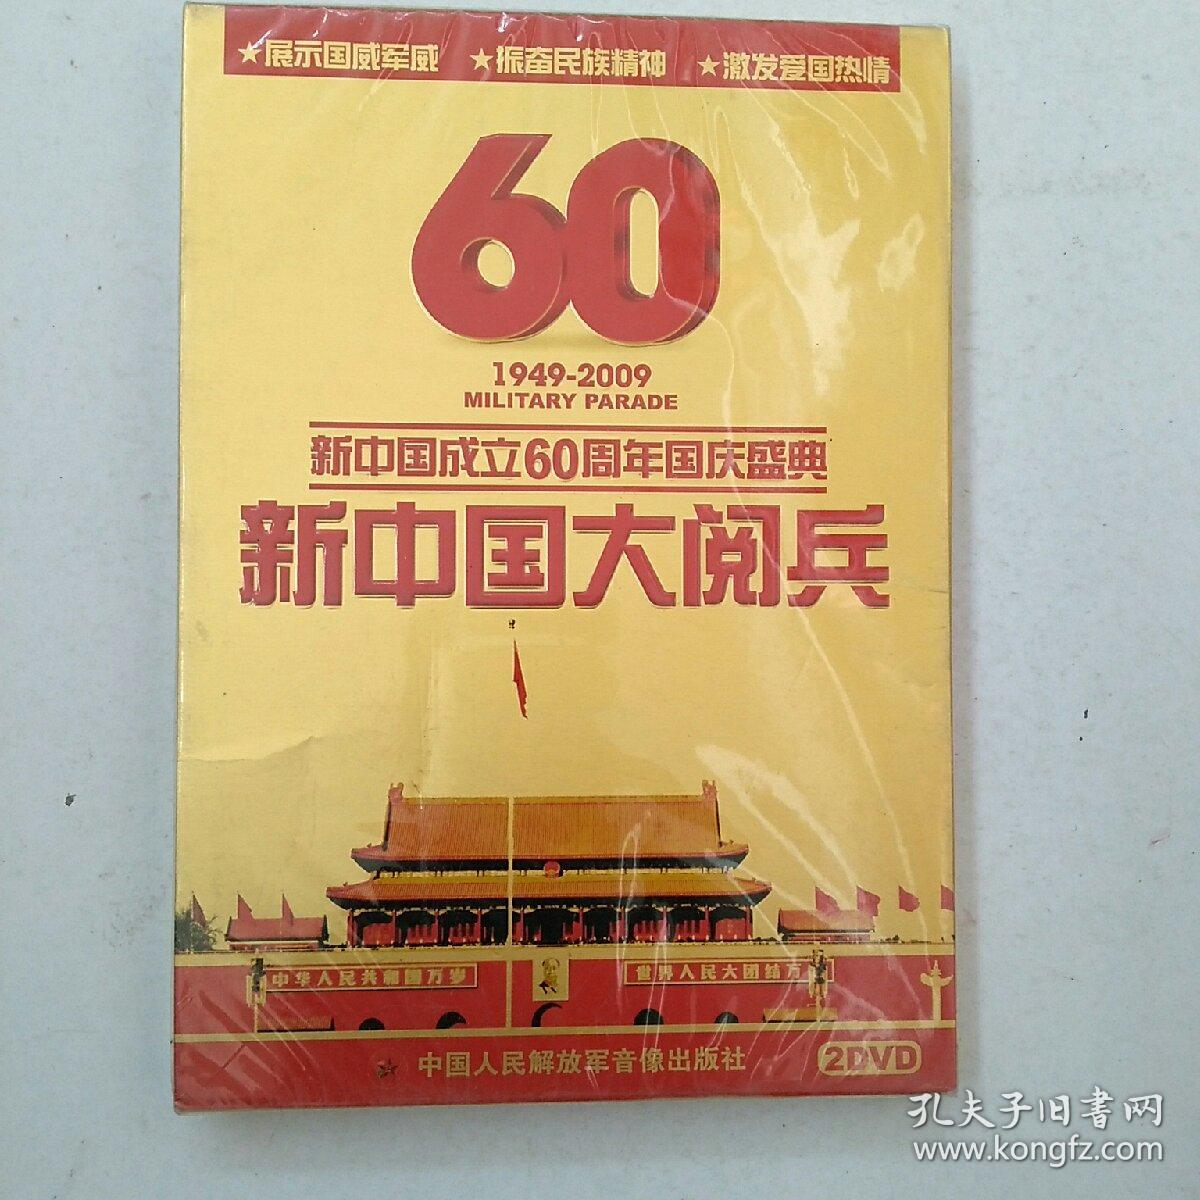 ★展示国威军威 ★振奋民族精神 ★激发爱国热情
60
1949-2009
MILITARY PARADE
新中国成立60周年国庆盛典
新中国大阅兵
中华人民共和国万岁
世界人民大团结万
中国人民解放军音像出版社
2DVD
孔夫子旧书网
www.kongfz.com